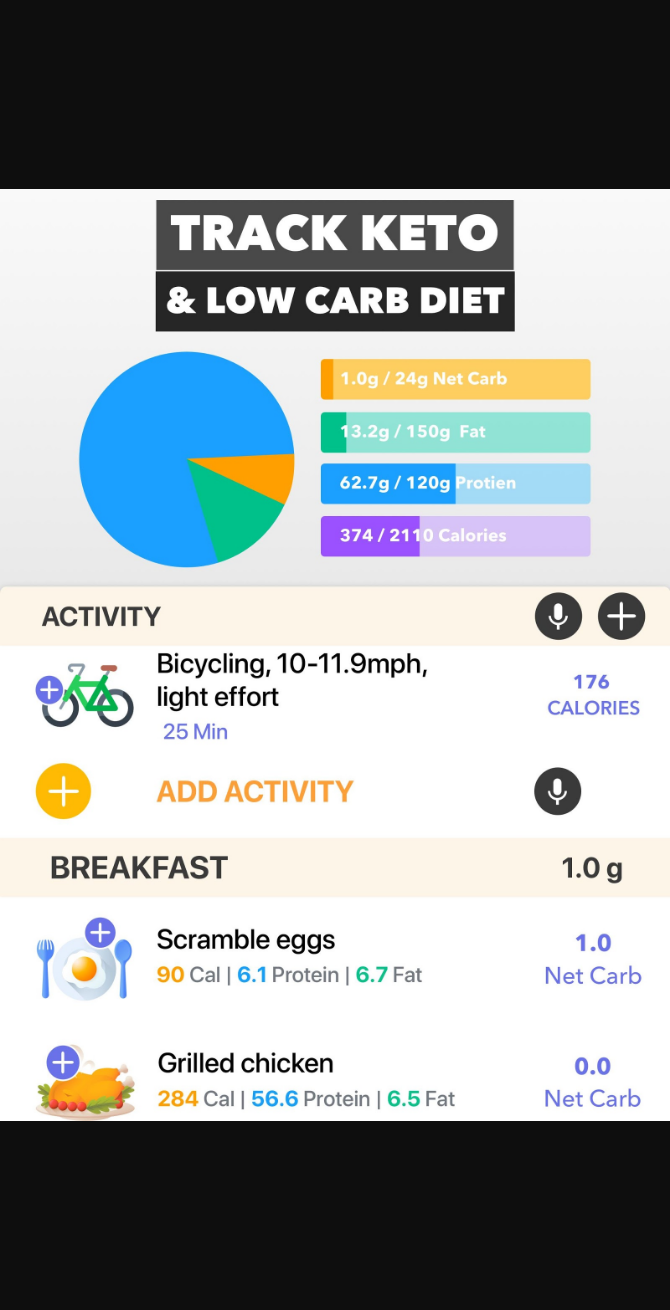 TRACK KETO
& LOW CARB DIET
1.0g / 24g Net Carb
13.2g / 150g Fat
62.7g / 120g Protien
374 / 2110 Calories
ACTIVITY
Bicycling, 10-11.9mph,
light effort
25 Min
176
CALORIES
ADD ACTIVITY
BREAKFAST
1.0 g
Scramble eggs
90 Cal | 6.1 Protein | 6.7 Fat
1.0
Net Carb
Grilled chicken
284 Cal | 56.6 Protein | 6.5 Fat
0.0
Net Carb